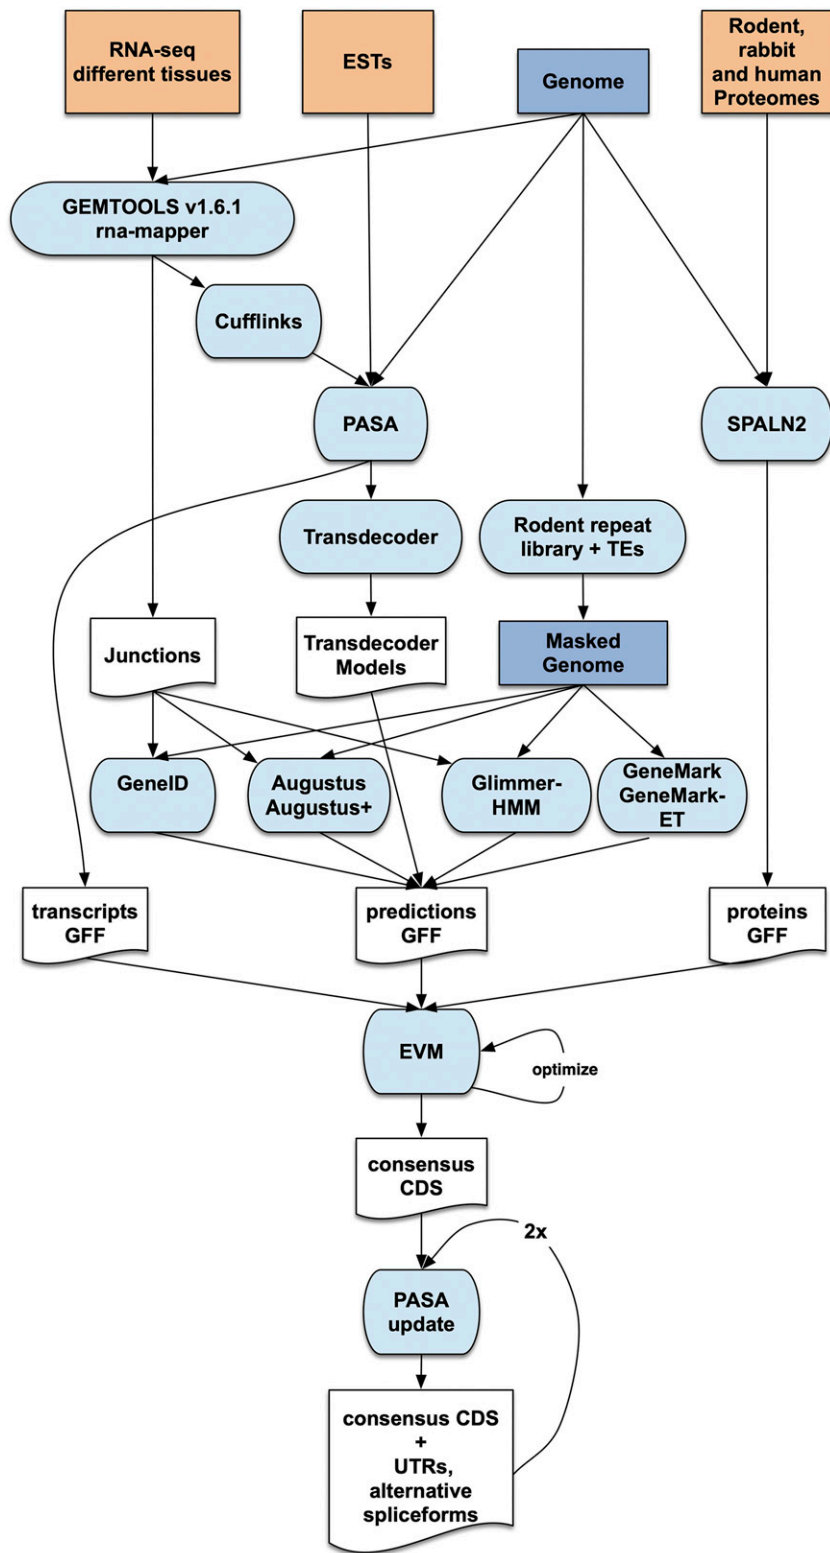 RNA-seq
different tissues
ESTs
Genome
Rodent,
rabbit
and human
Proteomes
GEMTOOLS v1.6.1
rna-mapper
Cufflinks
PASA
SPALN2
Transdecoder
Rodent repeat
library + TEs
Junctions
Transdecoder
Models
Masked
Genome
GeneID
Augustus
Augustus+
Glimmer-
HMM
GeneMark
GeneMark-
ET
transcripts
GFF
predictions
GFF
proteins
GFF
EVM
optimize
consensus
CDS
2x
PASA
update
consensus CDS
+
UTRs,
alternative
spliceforms